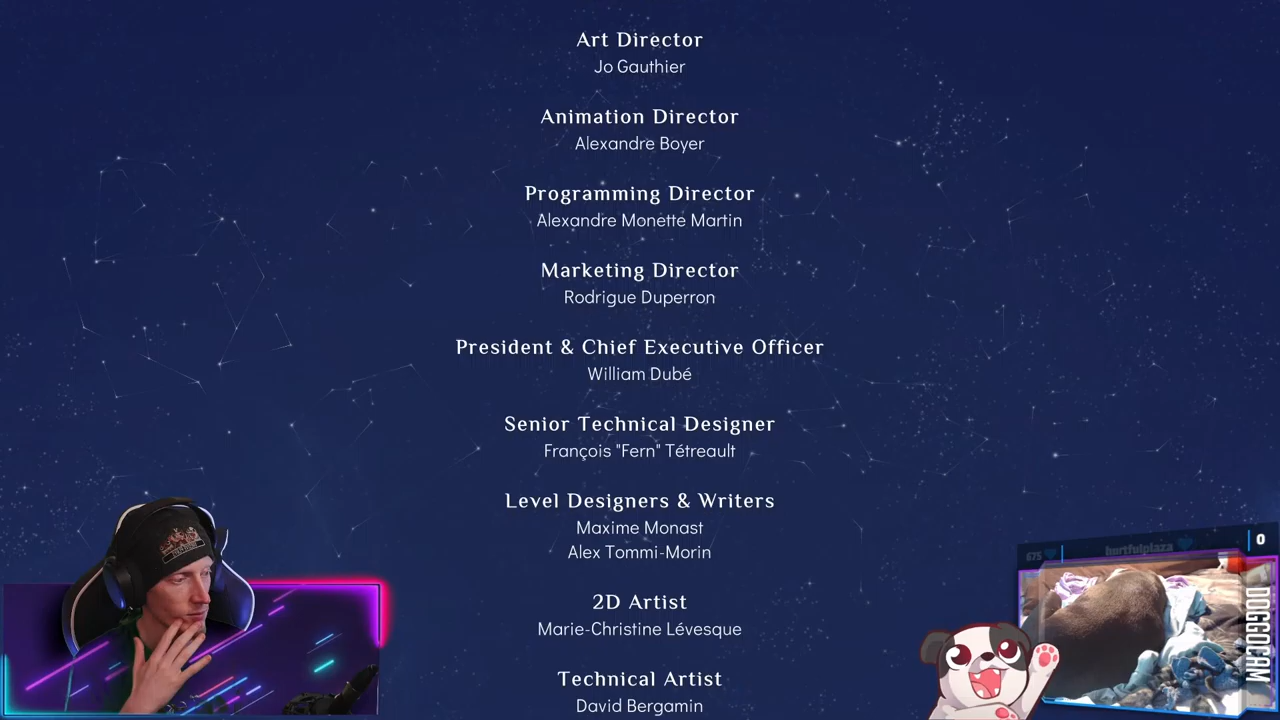 Art Director
Jo Gauthier
Animation Director
Alexandre Boyer
Programming Director
Alexandre Monette Martin
Marketing Director
Rodrigue Duperron
President & Chief Executive Officer
William Dubé
Senior Technical Designer
François "Fern" Tétreault
Level Designers & Writers
Maxime Monast
Alex Tommi-Morin
2D Artist
Marie-Christine Lévesque
Technical Artist
David Bergamin
675
hurtfulplaza
0
DOGGOCAM